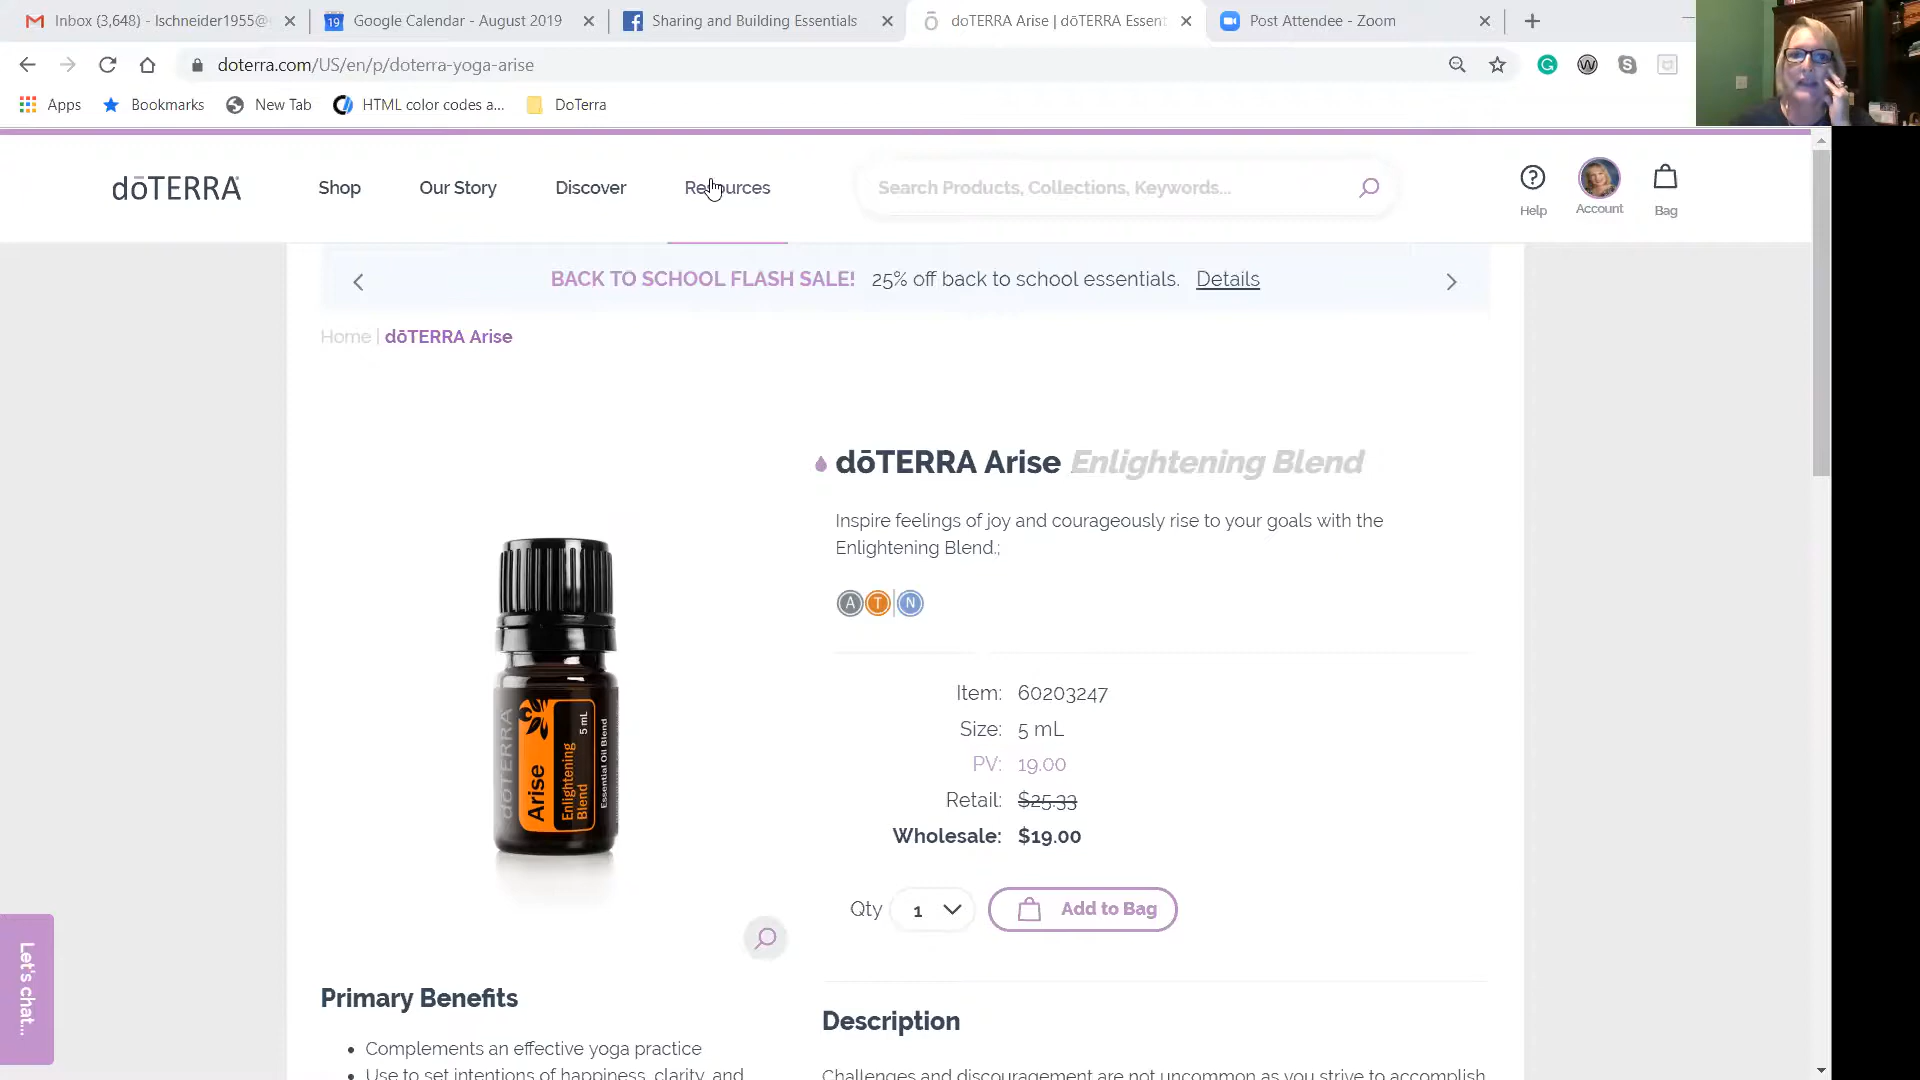 Inbox (3,648) - lschneider1955@
Google Calendar - August 2019
Sharing and Building Essentials
doTERRA Arise | dōTERRA Essent
Post Attendee - Zoom
doterra.com/US/en/p/doterra-yoga-arise
Apps
Bookmarks
New Tab
HTML color codes a...
DoTerra
dōTERRA
Shop
Our Story
Discover
Resources
Search Products, Collections, Keywords...
Help
Account
Bag
BACK TO SCHOOL FLASH SALE! 25% off back to school essentials. Details
Home | dōTERRA Arise
dōTERRA Arise Enlightening Blend
Inspire feelings of joy and courageously rise to your goals with the
Enlightening Blend.;
A T N
Item: 60203247
Size: 5 mL
PV: 19.00
Retail: $25.33
Wholesale: $19.00
Qty 1 Add to Bag
dōTERRA
Arise
Enlightening
Blend
5 mL
Essential Oil Blend
Let's chat...
Primary Benefits
• Complements an effective yoga practice
• Use to set intentions of happiness, clarity, and
Description
Challenges and discouragement are not uncommon as you strive to accomplish